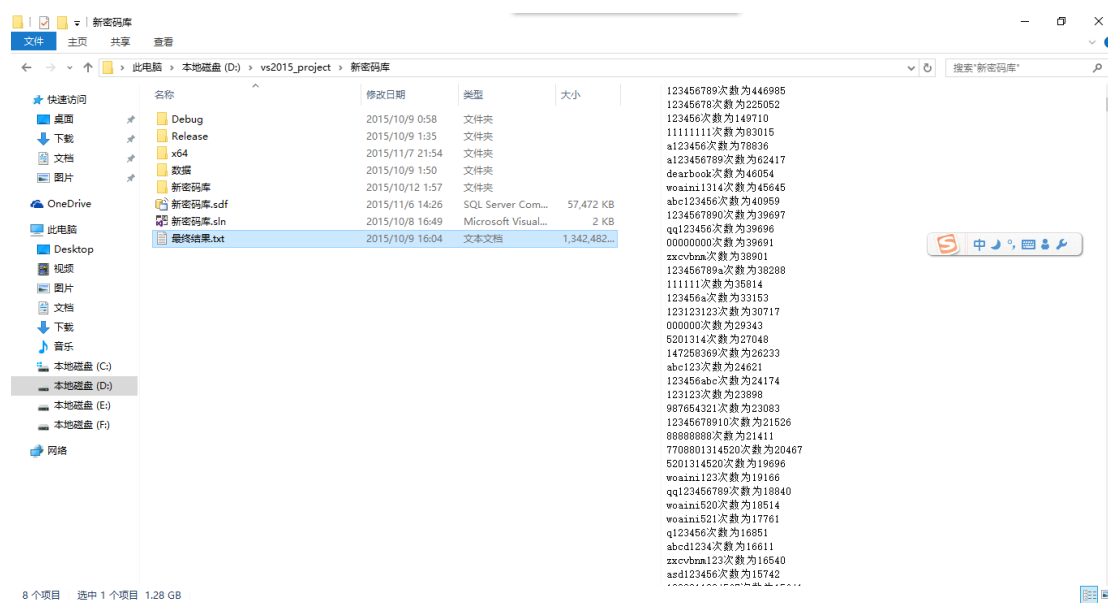 新密码库
文件 主页 共享 查看
此电脑 › 本地磁盘 (D:) › vs2015_project › 新密码库
搜索"新密码库"
快速访问
桌面
下载
文档
图片
OneDrive
此电脑
Desktop
视频
图片
文档
下载
音乐
本地磁盘 (C:)
本地磁盘 (D:)
本地磁盘 (E:)
本地磁盘 (F:)
网络
名称 修改日期 类型 大小
Debug 2015/10/9 0:58 文件夹
Release 2015/10/9 1:35 文件夹
x64 2015/11/7 21:54 文件夹
数据 2015/10/9 1:50 文件夹
新密码库 2015/10/12 1:57 文件夹
新密码库.sdf 2015/11/6 14:26 SQL Server Com... 57,472 KB
新密码库.sln 2015/10/8 16:49 Microsoft Visual... 2 KB
最终结果.txt 2015/10/9 16:04 文本文档 1,342,482...
123456789次数为446985
12345678次数为225052
123456次数为149710
11111111次数为83015
a123456次数为78836
a123456789次数为62417
dearbook次数为46054
woaini1314次数为45645
abc123456次数为40959
1234567890次数为39697
qq123456次数为39696
00000000次数为39691
zxcvbnm次数为38901
123456789a次数为38288
111111次数为35814
123456a次数为33153
123123123次数为30717
000000次数为29343
5201314次数为27048
147258369次数为26233
abc123次数为24621
123456abc次数为24174
123123次数为23898
987654321次数为23083
12345678910次数为21526
88888888次数为21411
7708801314520次数为20467
5201314520次数为19696
woaini123次数为19166
qq123456789次数为18840
woaini520次数为18514
woaini521次数为17761
q123456次数为16851
abcd1234次数为16611
zxcvbnm123次数为16540
asd123456次数为15742
中
8 个项目 选中 1 个项目 1.28 GB